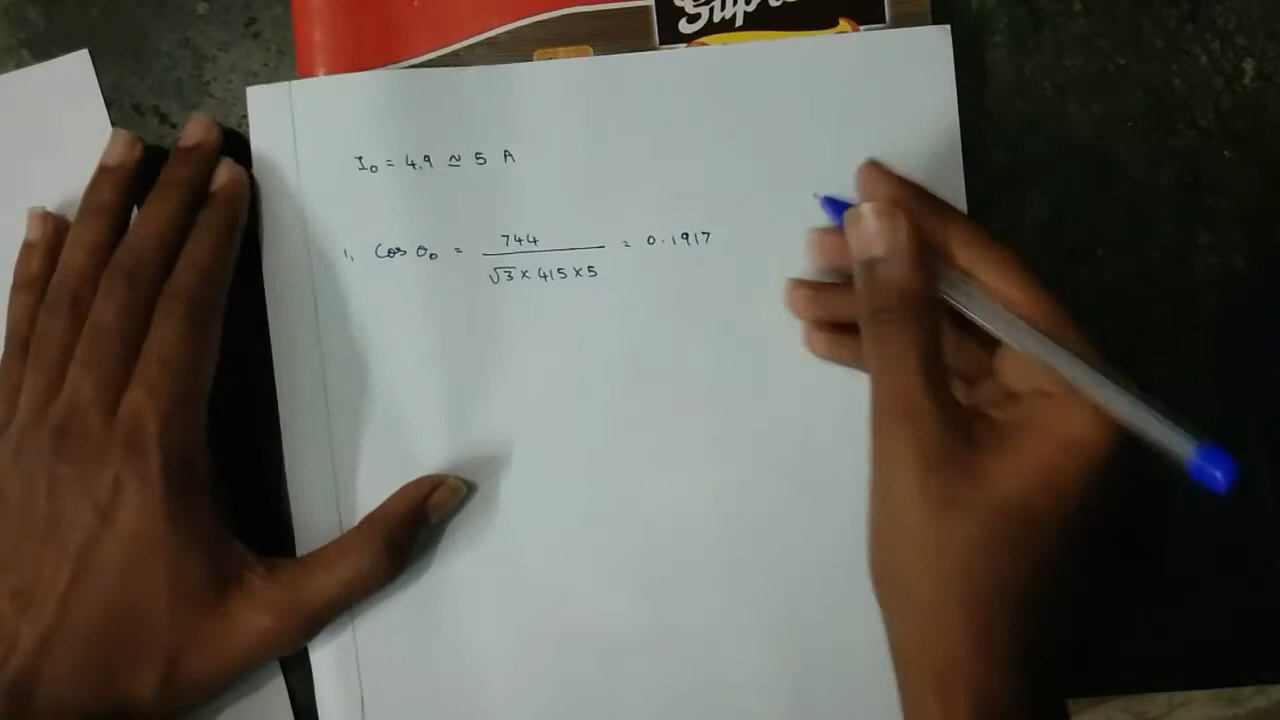 I₀ = 4.9 ≃ 5 A
1. Cos θ₀ = 744 / √3 × 415 × 5 = 0.1917